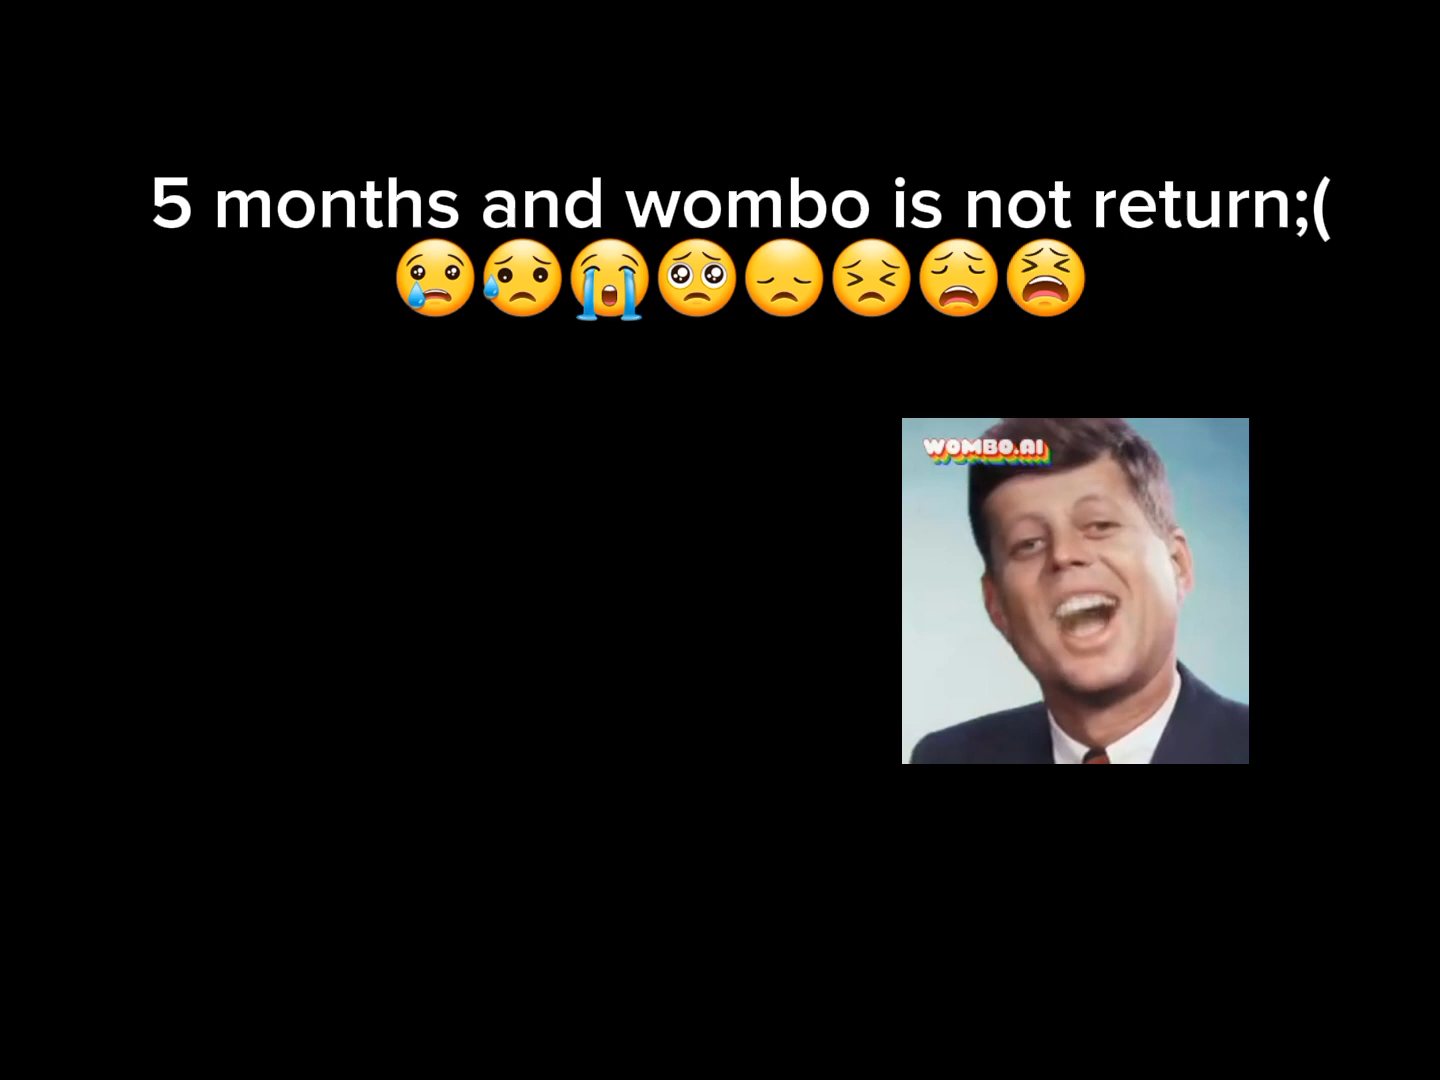 5 months and wombo is not return;(
😢😥😭🥺😞😣😩😫
WOMBO.AI